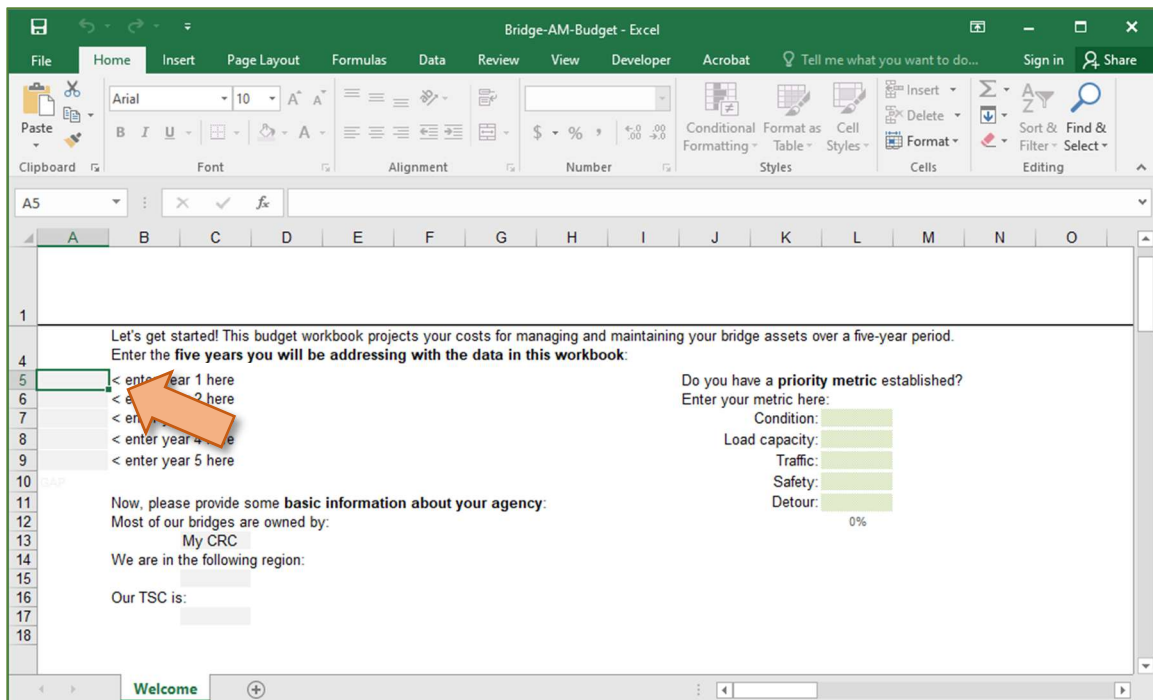 Bridge-AM-Budget - Excel
File Home Insert Page Layout Formulas Data Review View Developer Acrobat Tell me what you want to do... Sign in Share
Paste
Clipboard
Arial 10
B I U
Font
Alignment
$ % ,
Number
Conditional Formatting
Format as Table
Cell Styles
Styles
Insert
Delete
Format
Cells
Sort & Filter
Find & Select
Editing
A5 fx
A B C D E F G H I J K L M N O
1
Let's get started! This budget workbook projects your costs for managing and maintaining your bridge assets over a five-year period.
4 Enter the five years you will be addressing with the data in this workbook:
5 < enter year 1 here Do you have a priority metric established?
6 < 2 here Enter your metric here:
7 < Condition:
8 < enter year 4 Load capacity:
9 < enter year 5 here Traffic:
10 GAP Safety:
11 Now, please provide some basic information about your agency: Detour:
12 Most of our bridges are owned by: 0%
13 My CRC
14 We are in the following region:
15
16 Our TSC is:
17
18
Welcome